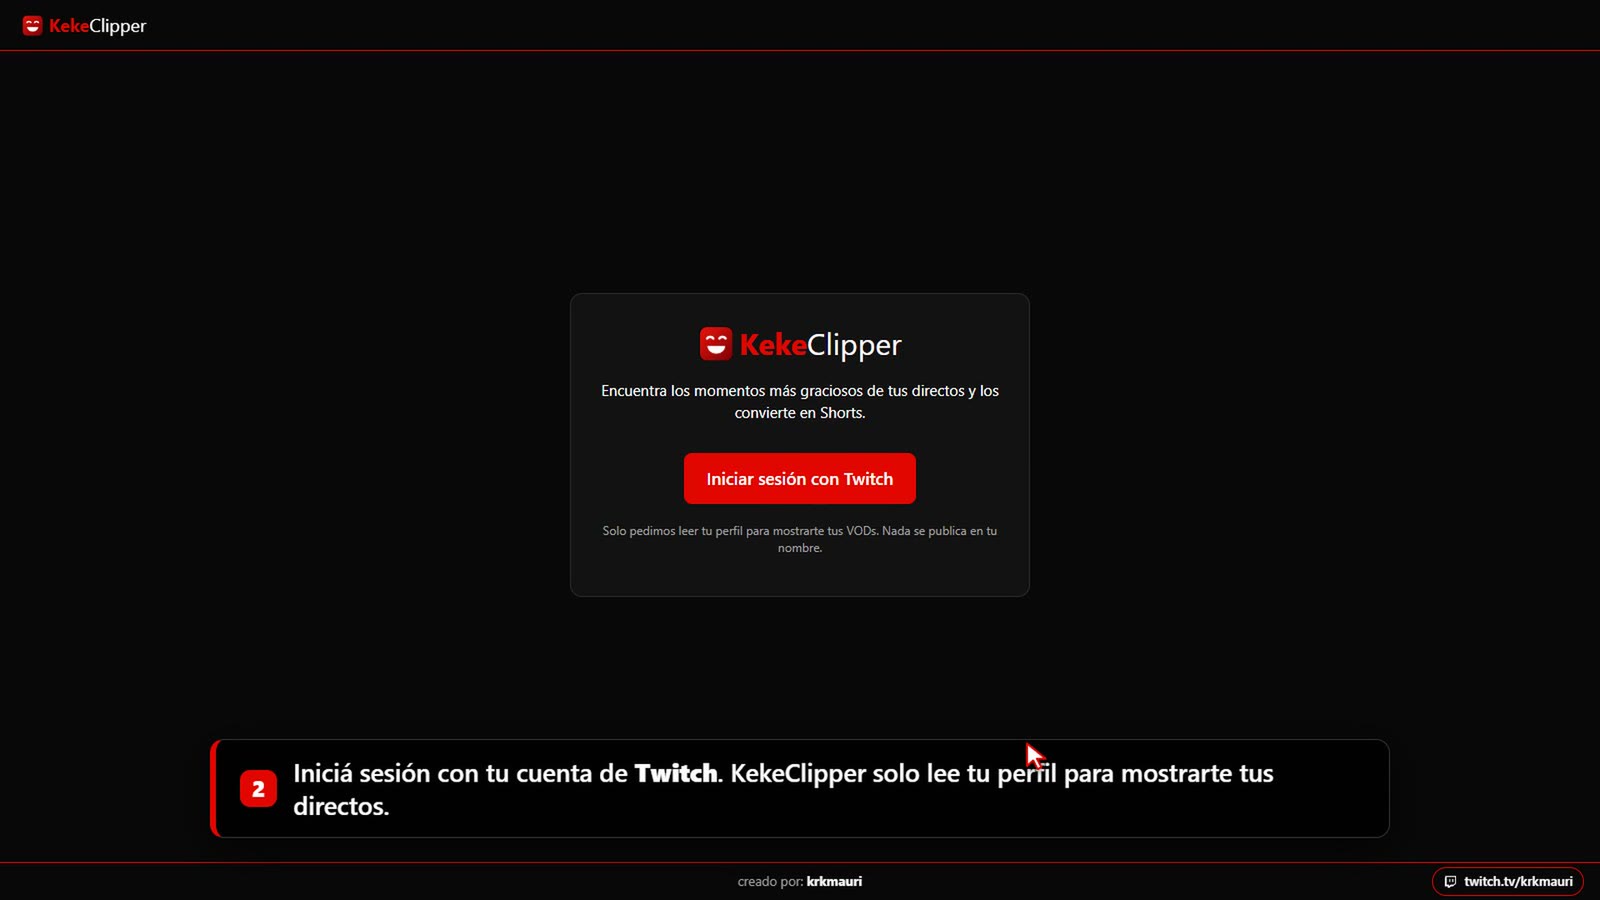 KekeClipper
KekeClipper
Encuentra los momentos más graciosos de tus directos y los
convierte en Shorts.
Iniciar sesión con Twitch
Solo pedimos leer tu perfil para mostrarte tus VODs. Nada se publica en tu
nombre.
2
Iniciá sesión con tu cuenta de Twitch. KekeClipper solo lee tu perfil para mostrarte tus
directos.
creado por: krkmauri
twitch.tv/krkmauri